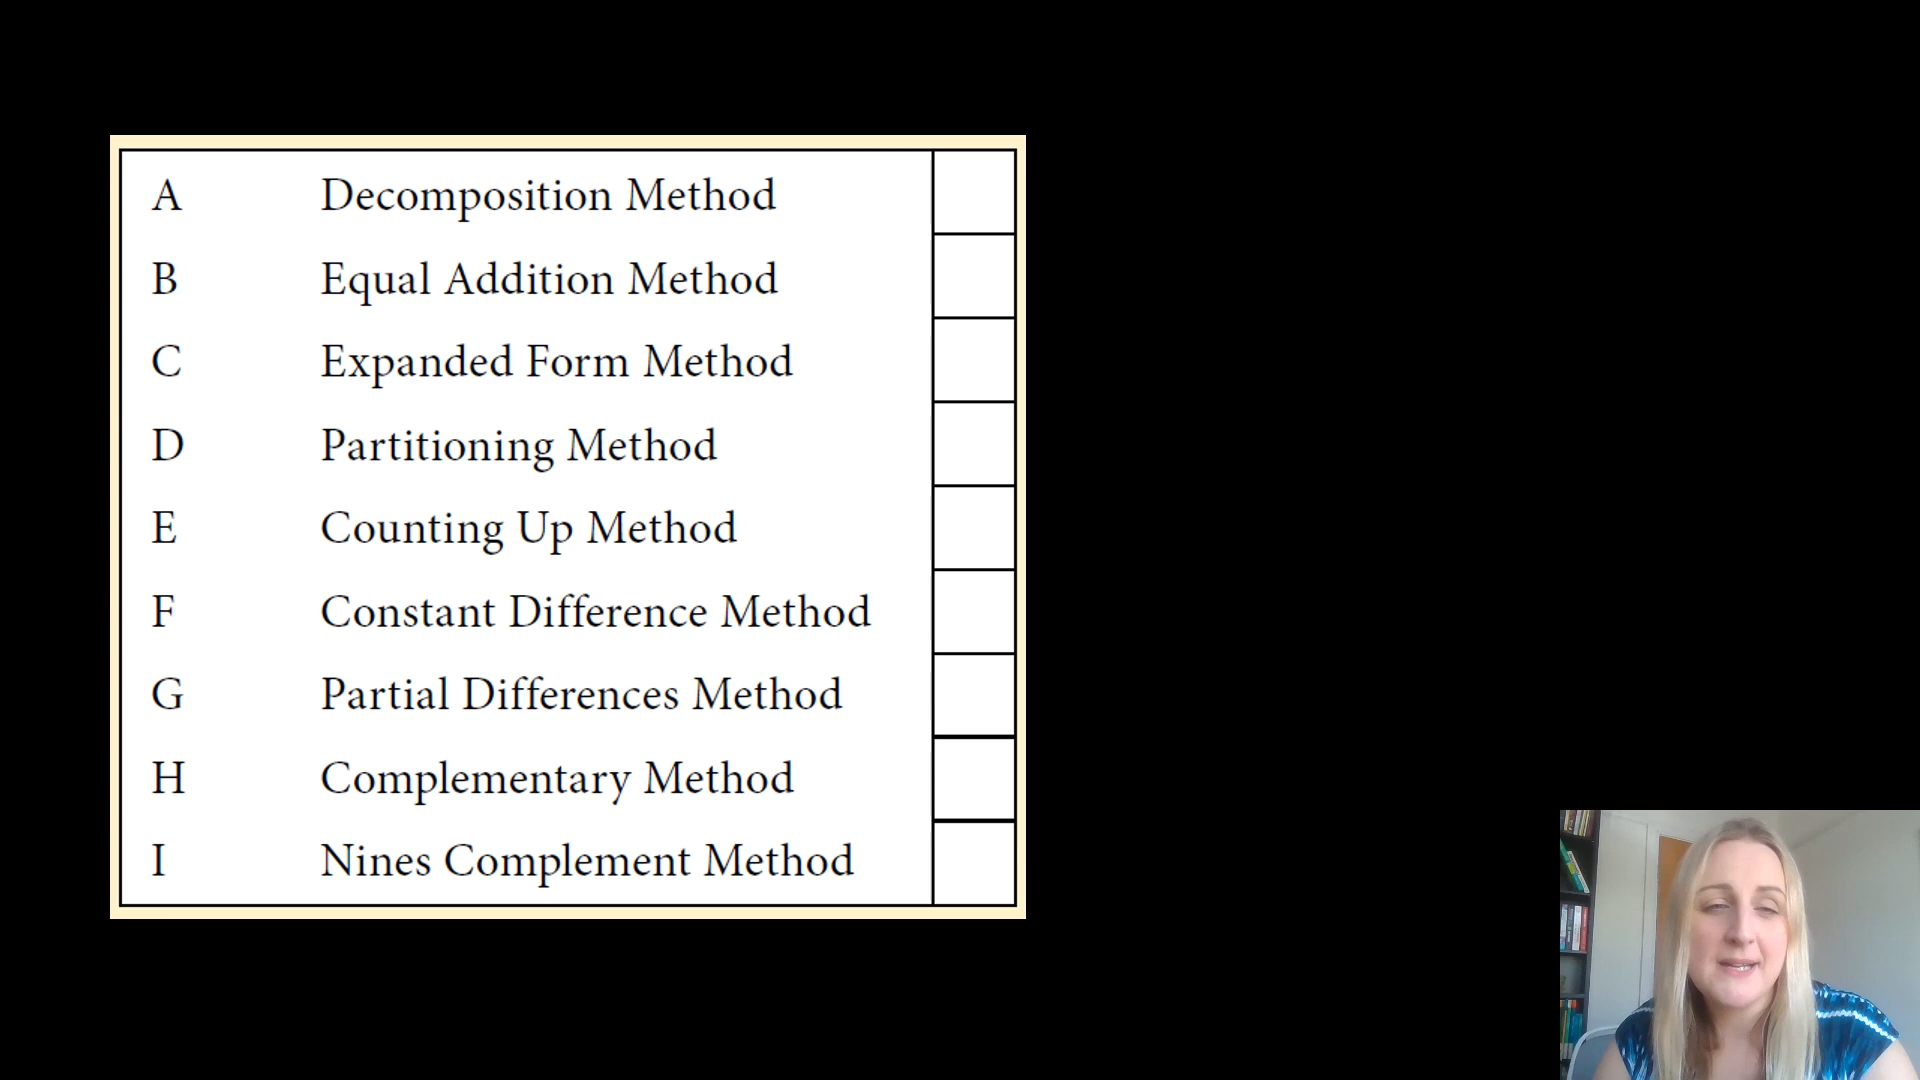 A Decomposition Method
B Equal Addition Method
C Expanded Form Method
D Partitioning Method
E Counting Up Method
F Constant Difference Method
G Partial Differences Method
H Complementary Method
I Nines Complement Method